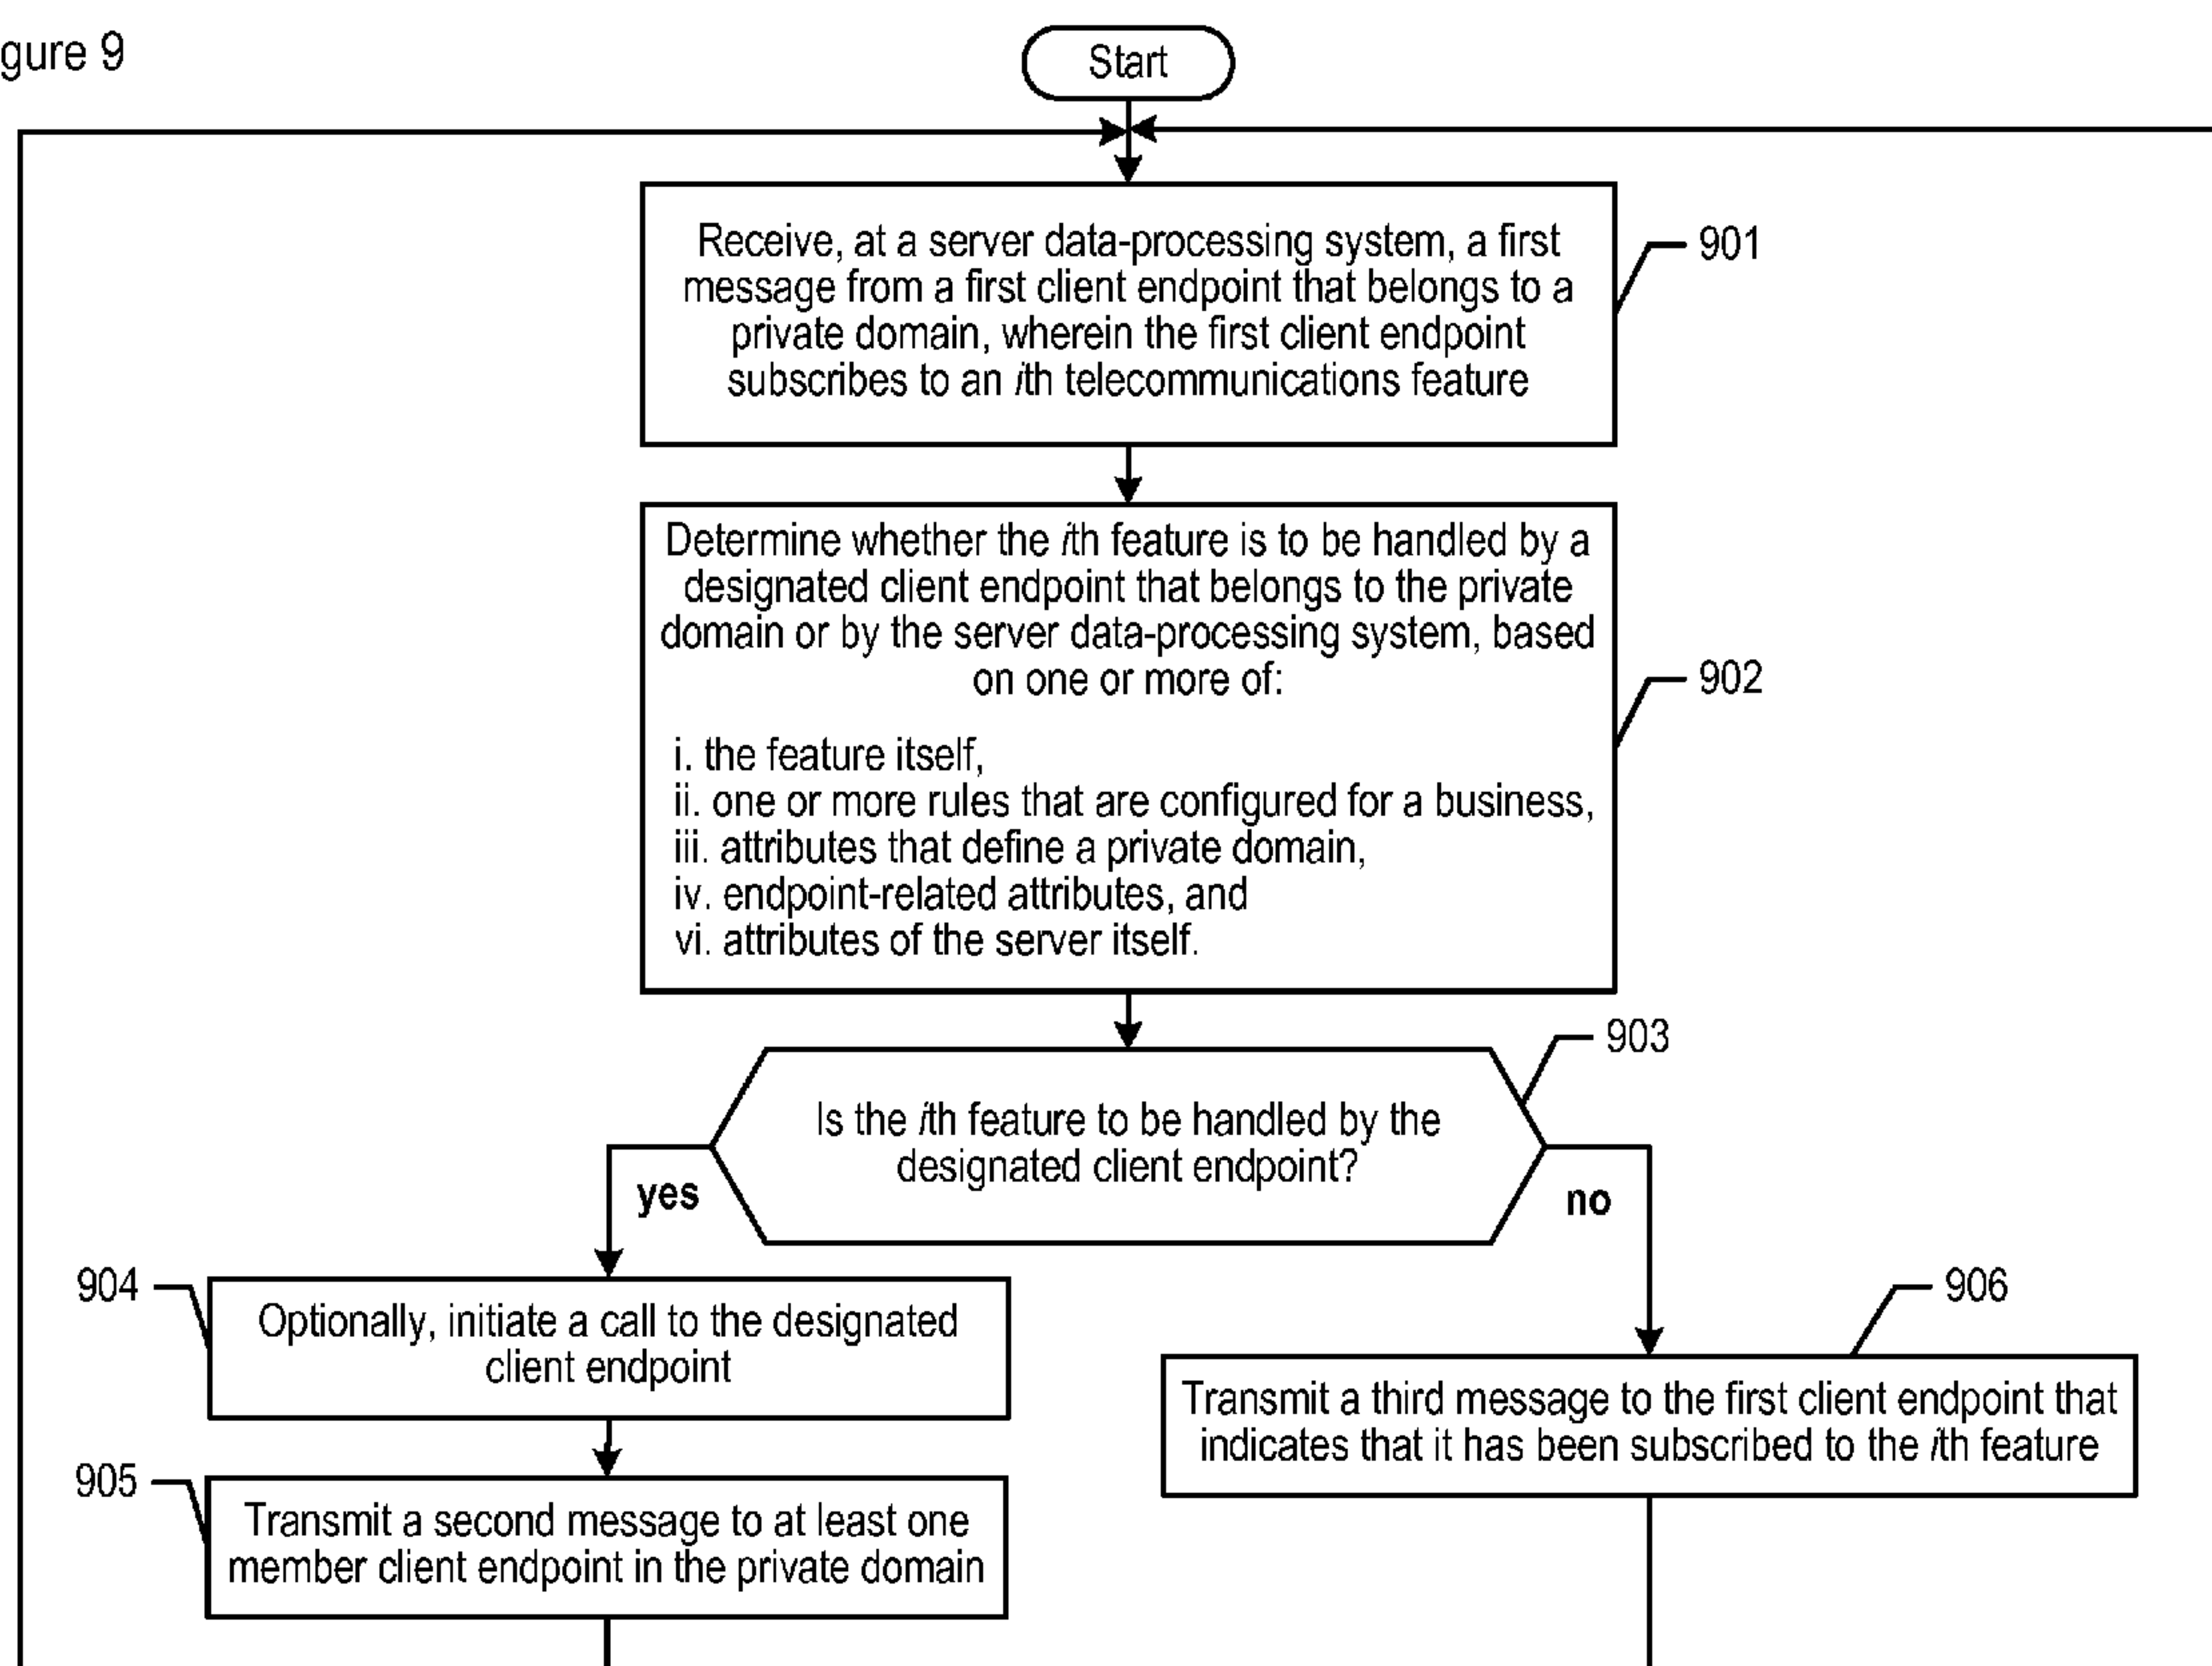 gure 9
Start
Receive, at a server data-processing system, a first
message from a first client endpoint that belongs to a
private domain, wherein the first client endpoint
subscribes to an ith telecommunications feature
901
Determine whether the ith feature is to be handled by a
designated client endpoint that belongs to the private
domain or by the server data-processing system, based
on one or more of:
i. the feature itself,
ii. one or more rules that are configured for a business,
iii. attributes that define a private domain,
iv. endpoint-related attributes, and
vi. attributes of the server itself.
902
903
Is the ith feature to be handled by the
designated client endpoint?
yes
no
904
Optionally, initiate a call to the designated
client endpoint
906
Transmit a third message to the first client endpoint that
indicates that it has been subscribed to the ith feature
905
Transmit a second message to at least one
member client endpoint in the private domain